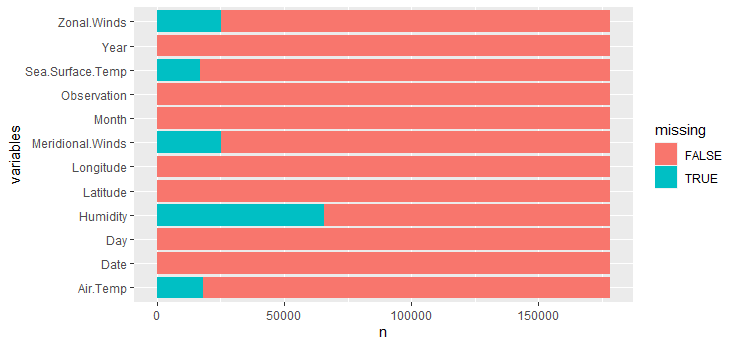 Zonal.Winds
Year
Sea.Surface.Temp
Observation
Month
Meridional.Winds
Longitude
Latitude
Humidity
Day
Date
Air.Temp
variables
0 50000 100000 150000
n
missing
FALSE
TRUE